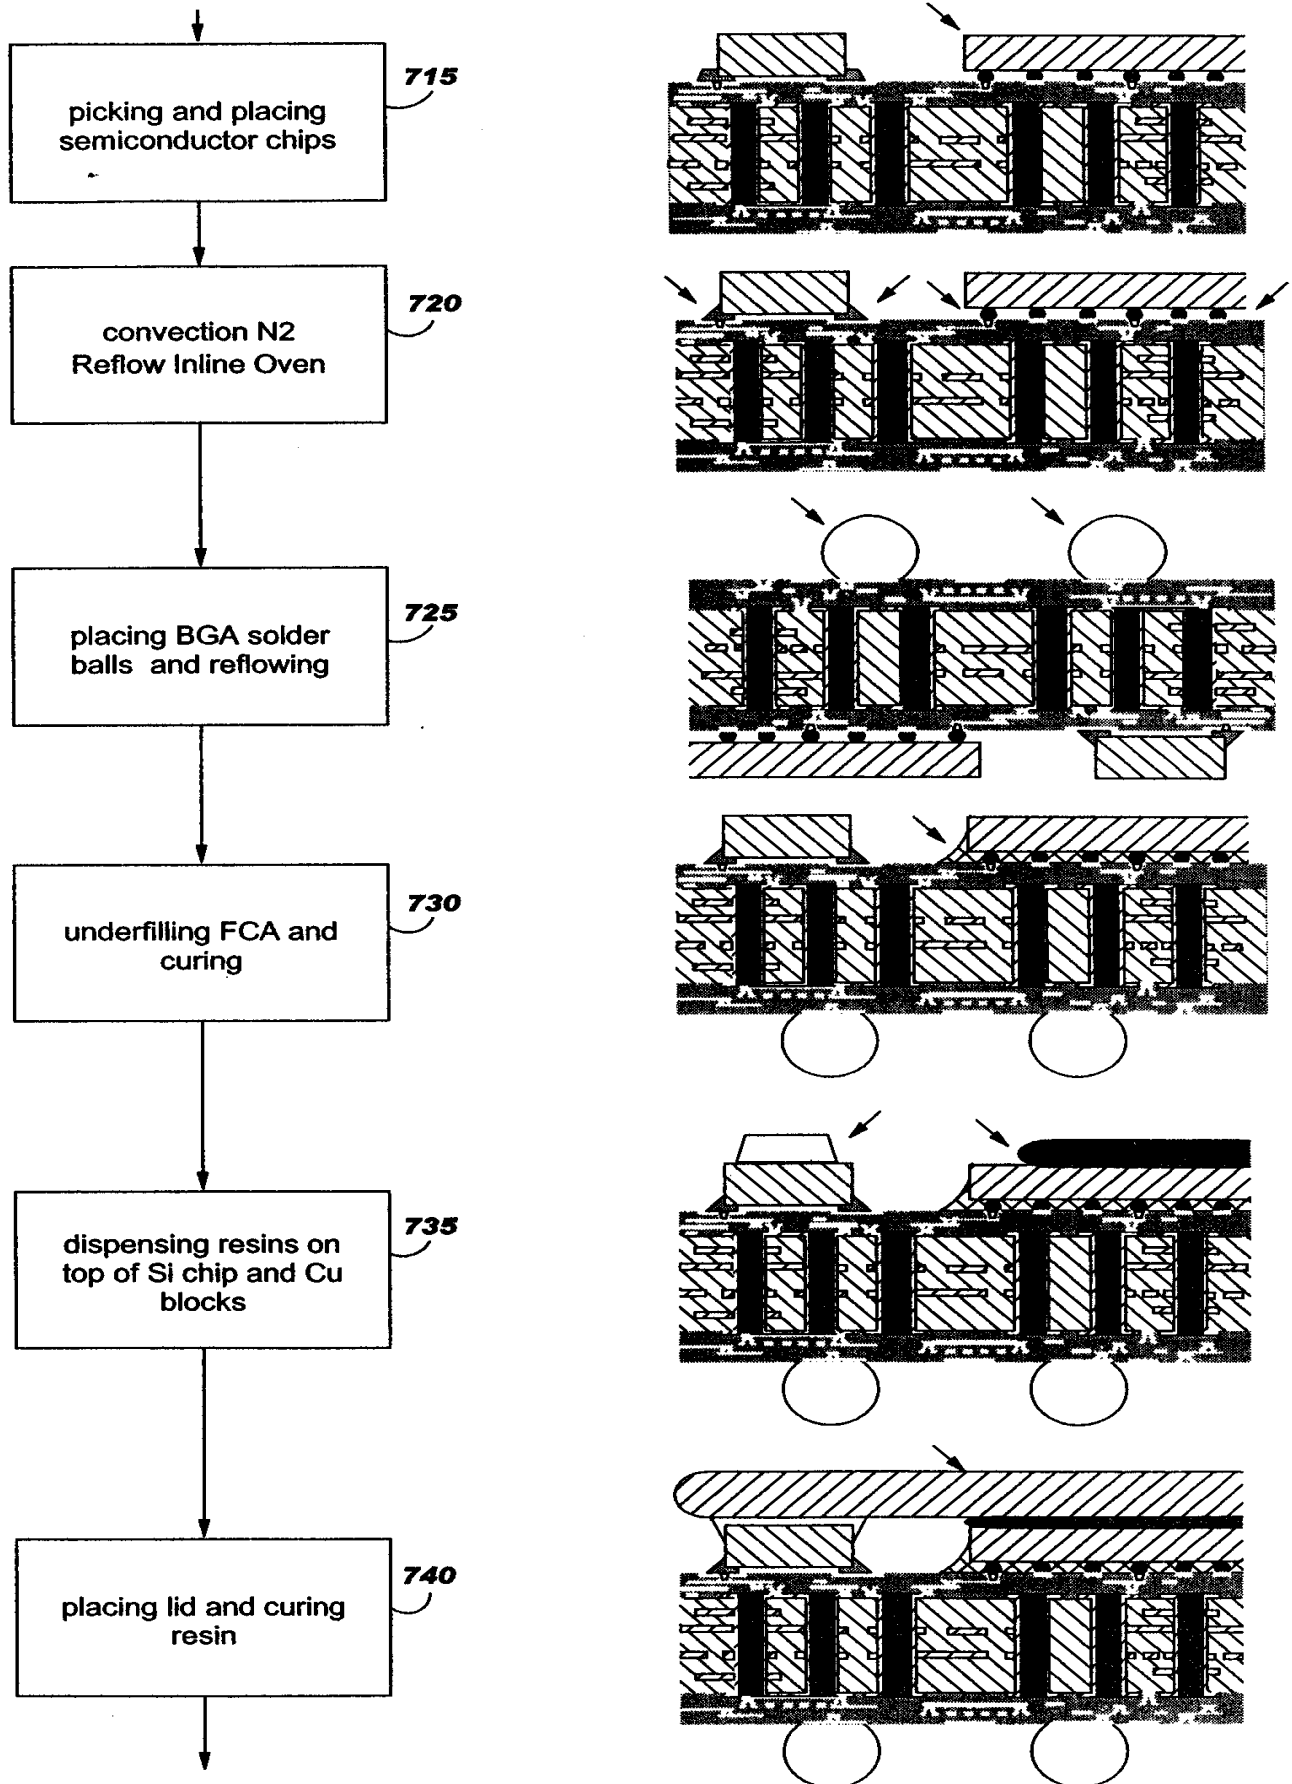 715
picking and placing
semiconductor chips
720
convection N2
Reflow Inline Oven
725
placing BGA solder
balls and reflowing
730
underfilling FCA and
curing
735
dispensing resins on
top of Si chip and Cu
blocks
740
placing lid and curing
resin